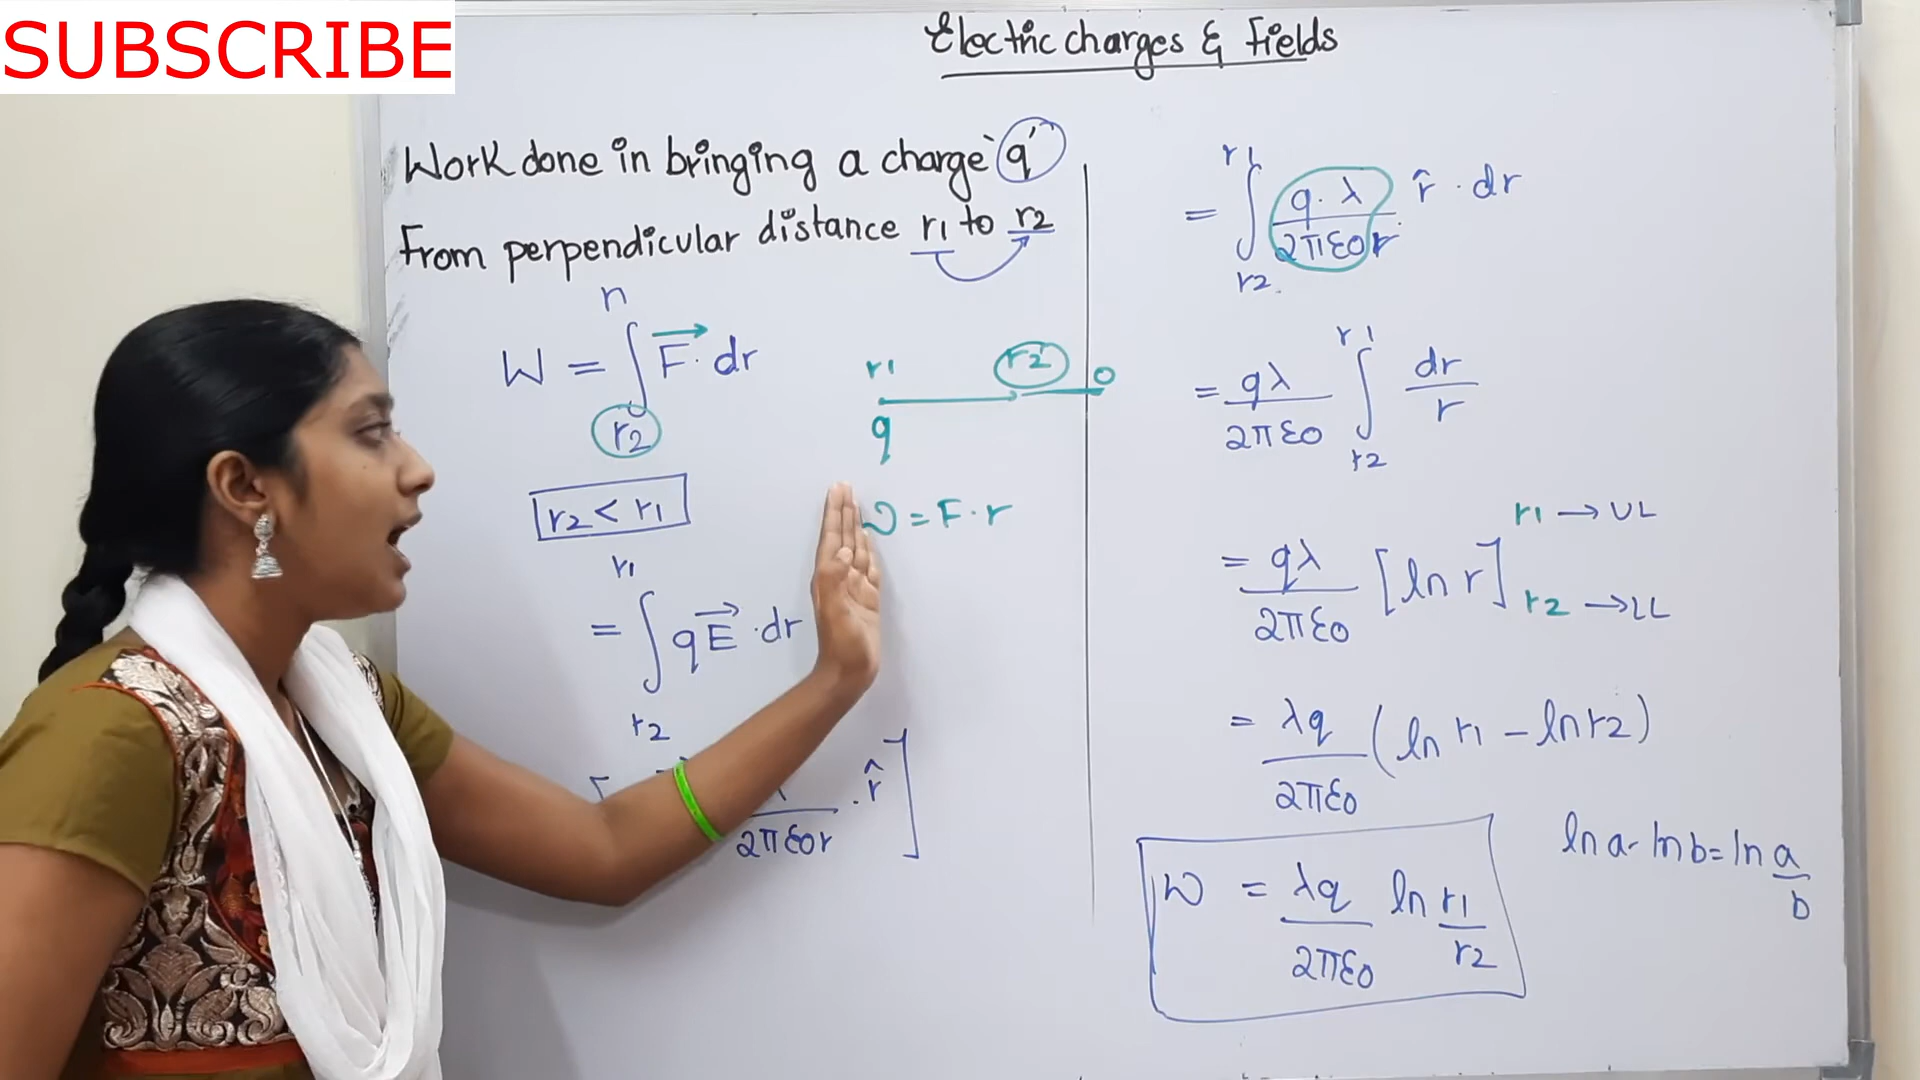 SUBSCRIBE
Electric charges & Fields
Work done in bringing a charge 'q'
From perpendicular distance r1 to r2
r1
W = ∫ F⃗ · dr
r2
r2 < r1
r1
= ∫ qE⃗ · dr
r2
2πε0r · r̂ ]
r1 r2 0
q
W = F · r
r1
= ∫ q·λ / 2πε0r r̂ · dr
r2
r1
= qλ / 2πε0 ∫ dr / r
r2
= qλ / 2πε0 [ln r] r1 → UL
r2 → LL
= λq / 2πε0 (ln r1 - ln r2)
ln a - ln b = ln a / b
W = λq / 2πε0 ln r1 / r2